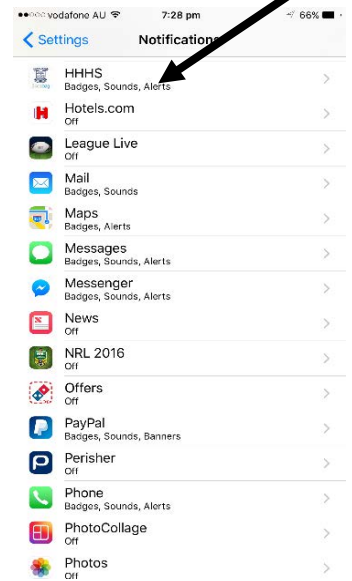 vodafone AU 7:28 pm 66%
Settings Notifications
HHHS
Badges, Sounds, Alerts
Hotels.com
Off
League Live
Off
Mail
Badges, Sounds
Maps
Badges, Alerts
Messages
Badges, Sounds, Alerts
Messenger
Badges, Sounds, Alerts
News
Off
NRL 2016
Off
Offers
Off
PayPal
Badges, Sounds, Banners
Perisher
Off
Phone
Badges, Sounds, Alerts
PhotoCollage
Off
Photos
Off